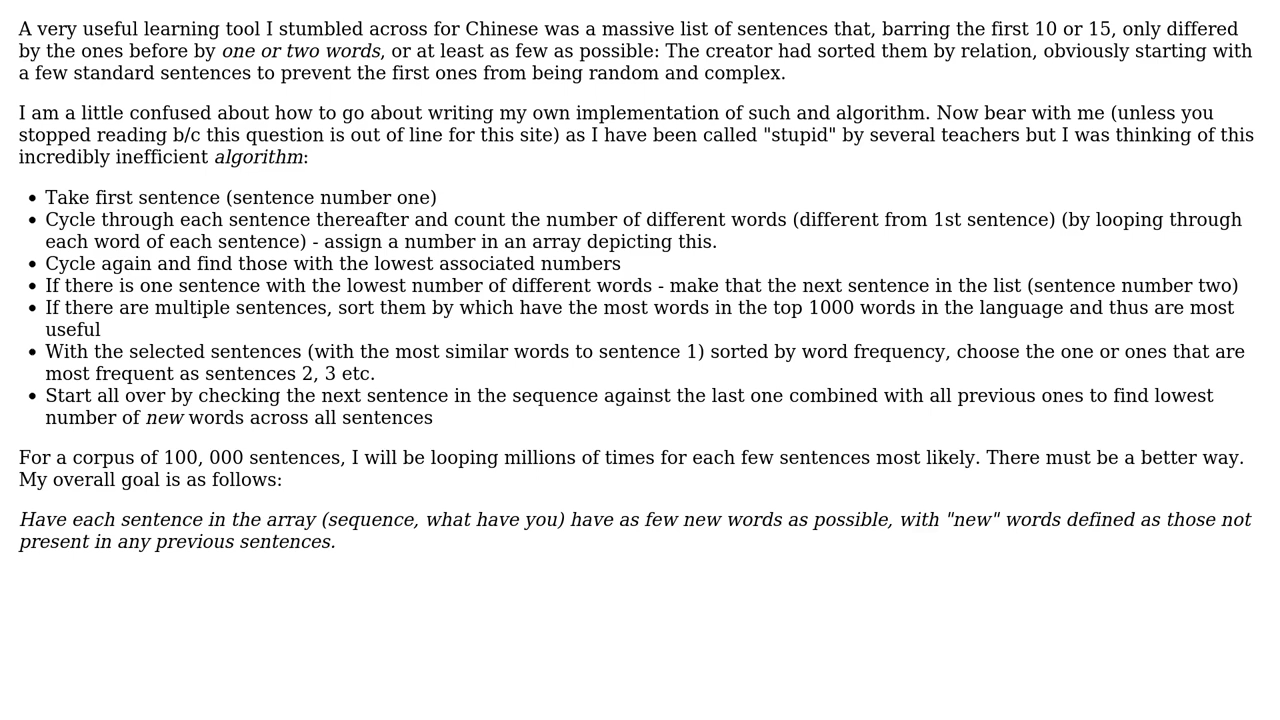 A very useful learning tool I stumbled across for Chinese was a massive list of sentences that, barring the first 10 or 15, only differed
by the ones before by one or two words, or at least as few as possible: The creator had sorted them by relation, obviously starting with
a few standard sentences to prevent the first ones from being random and complex.
I am a little confused about how to go about writing my own implementation of such and algorithm. Now bear with me (unless you
stopped reading b/c this question is out of line for this site) as I have been called "stupid" by several teachers but I was thinking of this
incredibly inefficient algorithm:
• Take first sentence (sentence number one)
• Cycle through each sentence thereafter and count the number of different words (different from 1st sentence) (by looping through
each word of each sentence) - assign a number in an array depicting this.
• Cycle again and find those with the lowest associated numbers
• If there is one sentence with the lowest number of different words - make that the next sentence in the list (sentence number two)
• If there are multiple sentences, sort them by which have the most words in the top 1000 words in the language and thus are most
useful
• With the selected sentences (with the most similar words to sentence 1) sorted by word frequency, choose the one or ones that are
most frequent as sentences 2, 3 etc.
• Start all over by checking the next sentence in the sequence against the last one combined with all previous ones to find lowest
number of new words across all sentences
For a corpus of 100, 000 sentences, I will be looping millions of times for each few sentences most likely. There must be a better way.
My overall goal is as follows:
Have each sentence in the array (sequence, what have you) have as few new words as possible, with "new" words defined as those not
present in any previous sentences.